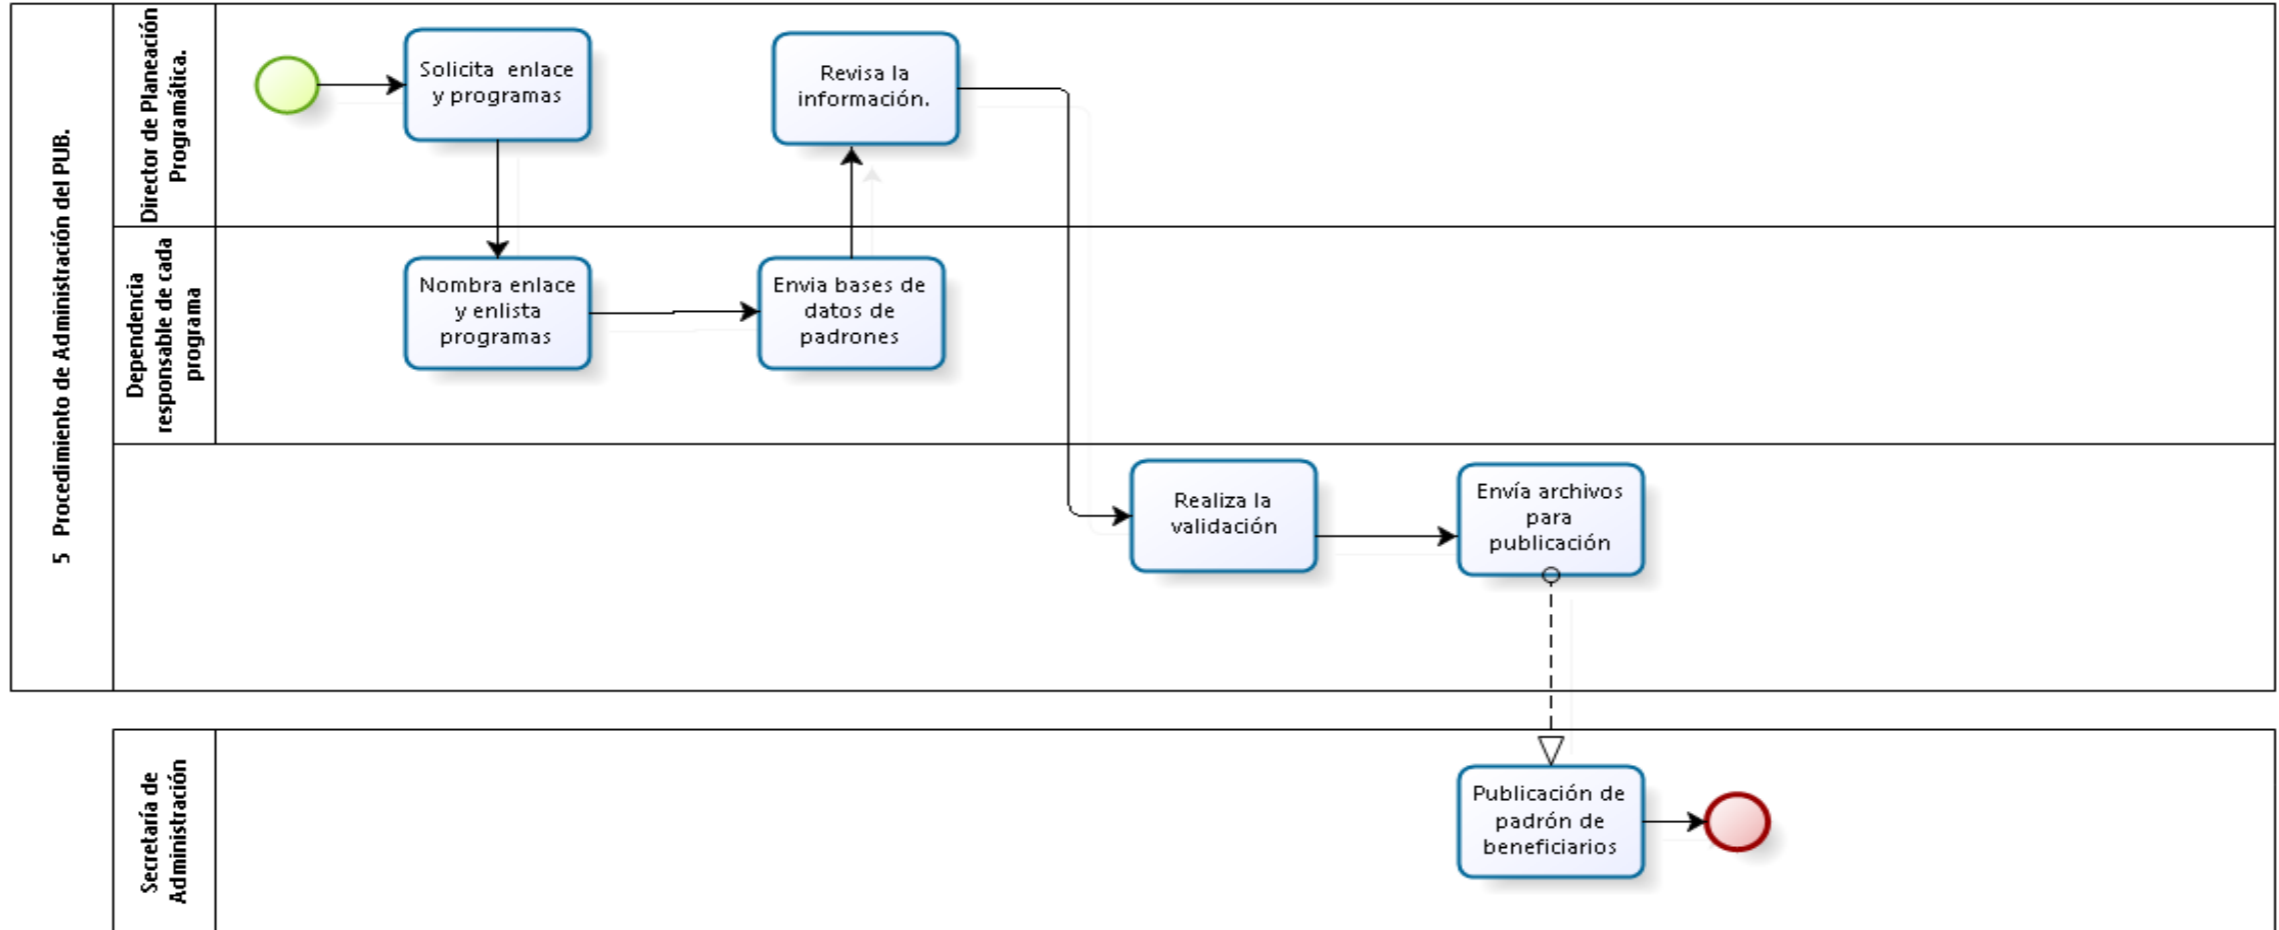 5  Procedimiento de Administración del PUB.
Director de Planeación
Programática.
Solicita  enlace
y programas
Revisa la
información.
Dependencia
responsable de cada
programa
Nombra enlace
y enlista
programas
Envia bases de
datos de
padrones
Realiza la
validación
Envía archivos
para
publicación
Secretaría de
Administración
Publicación de
padrón de
beneficiarios